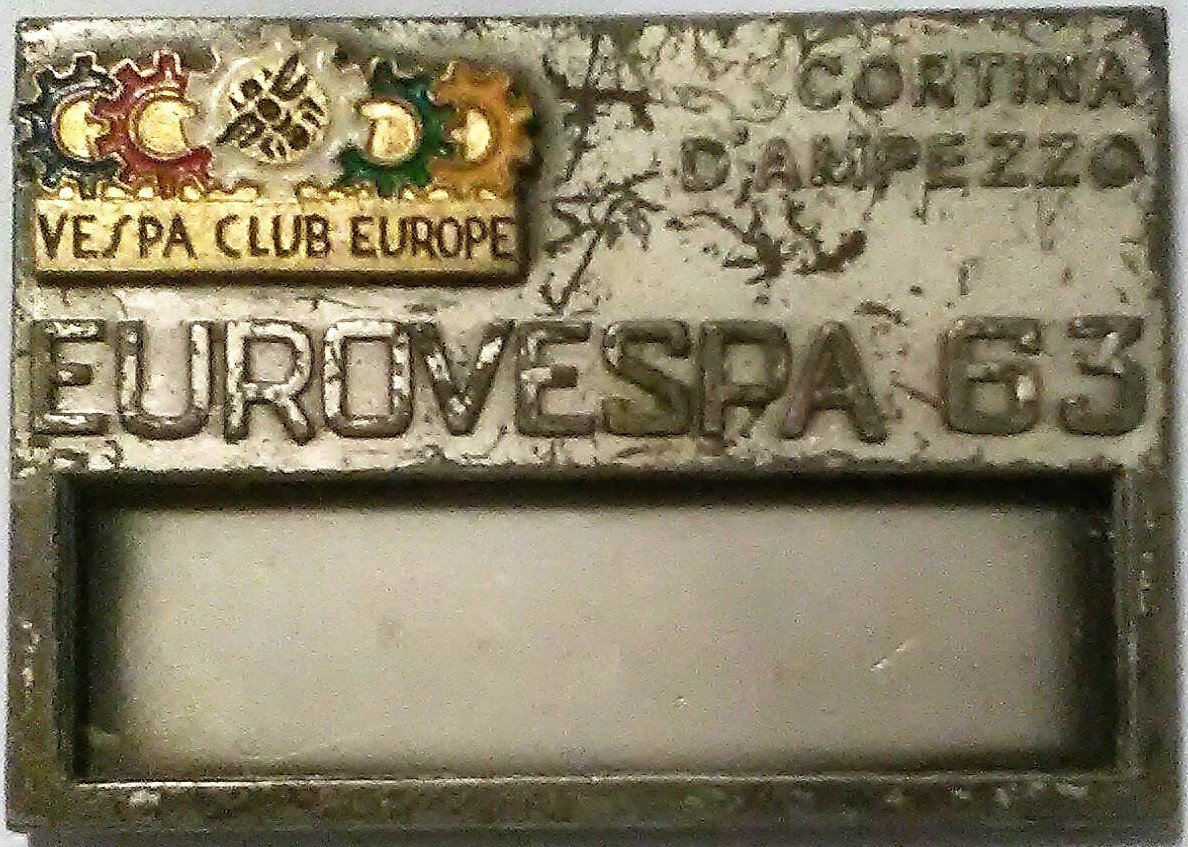 CORTINA
D'AMPEZZO
VESPA CLUB EUROPE
EUROVESPA 63